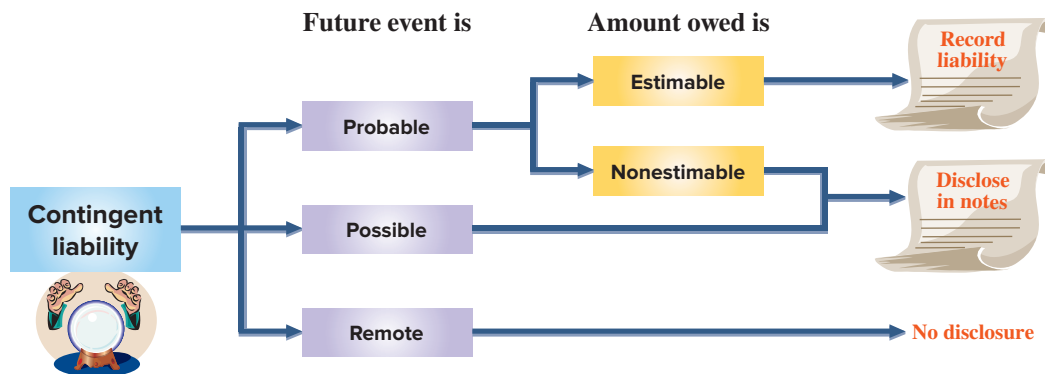 Future event is
Amount owed is
Record
liability
Estimable
Probable
Nonestimable
Disclose
in notes
Contingent
liability
Possible
Remote
No disclosure